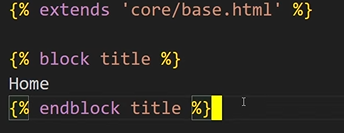 {% extends 'core/base.html' %}
{% block title %}
Home
{% endblock title %}